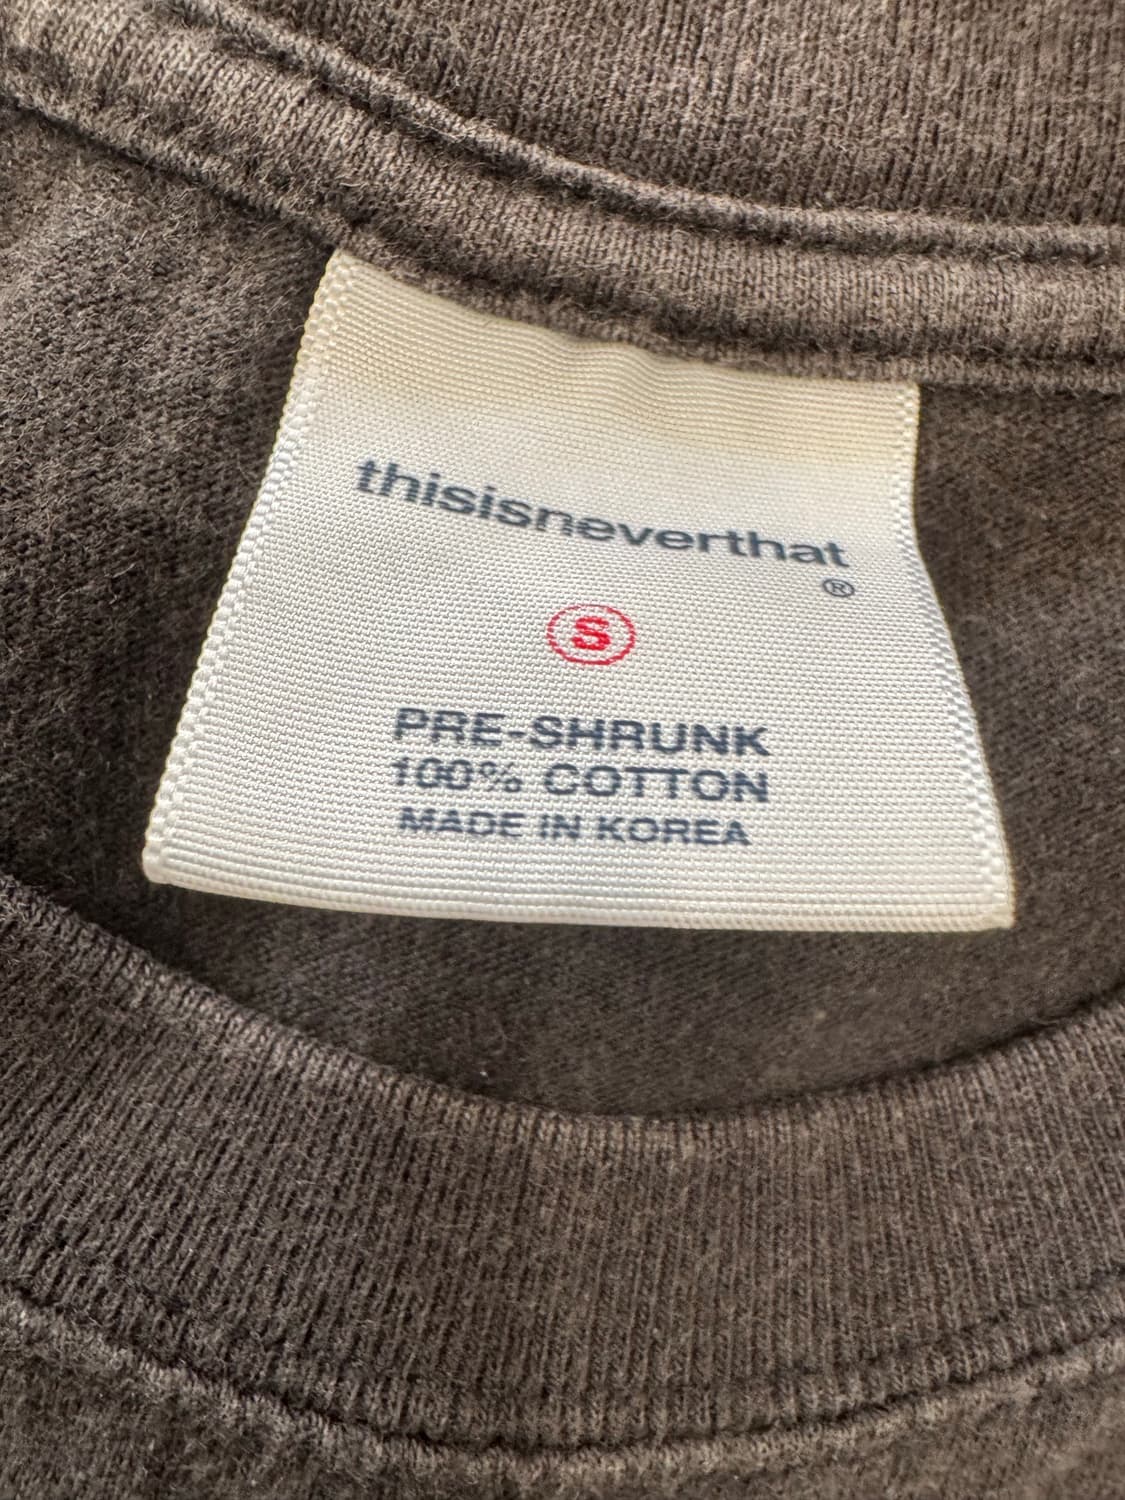 thisisneverthat
®
S
PRE-SHRUNK
100% COTTON
MADE IN KOREA